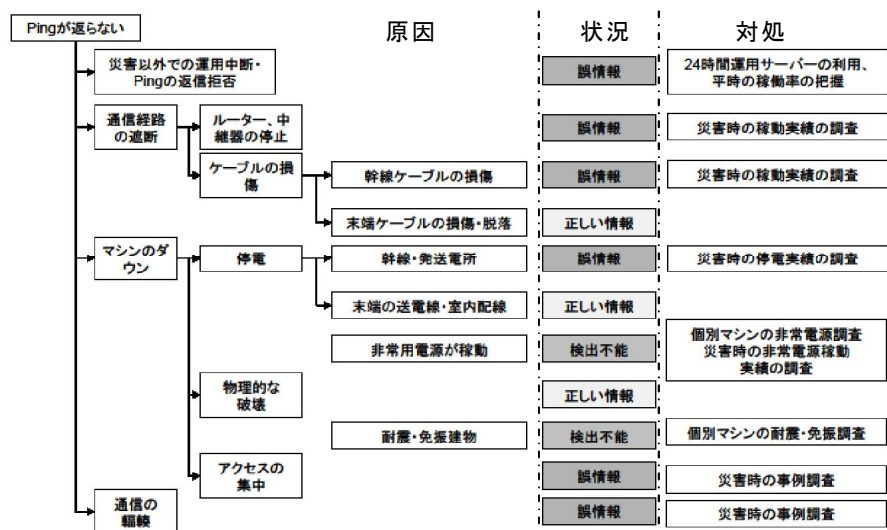 Pingが返らない
原因
状況
対処
災害以外での運用中断・
Pingの返信拒否
誤情報
24時間運用サーバーの利用、
平時の稼働率の把握
通信経路
の遮断
ルーター、中
継器の停止
誤情報
災害時の稼動実績の調査
ケーブルの損
傷
幹線ケーブルの損傷
誤情報
災害時の稼動実績の調査
末端ケーブルの損傷・脱落
正しい情報
マシンのダ
ウン
停電
幹線・発送電所
誤情報
災害時の停電実績の調査
末端の送電線・室内配線
正しい情報
非常用電源が稼動
検出不能
個別マシンの非常電源調査
災害時の非常電源稼動
実績の調査
物理的な
破壊
正しい情報
耐震・免振建物
検出不能
個別マシンの耐震・免振調査
アクセスの
集中
誤情報
災害時の事例調査
通信の
輻輳
誤情報
災害時の事例調査